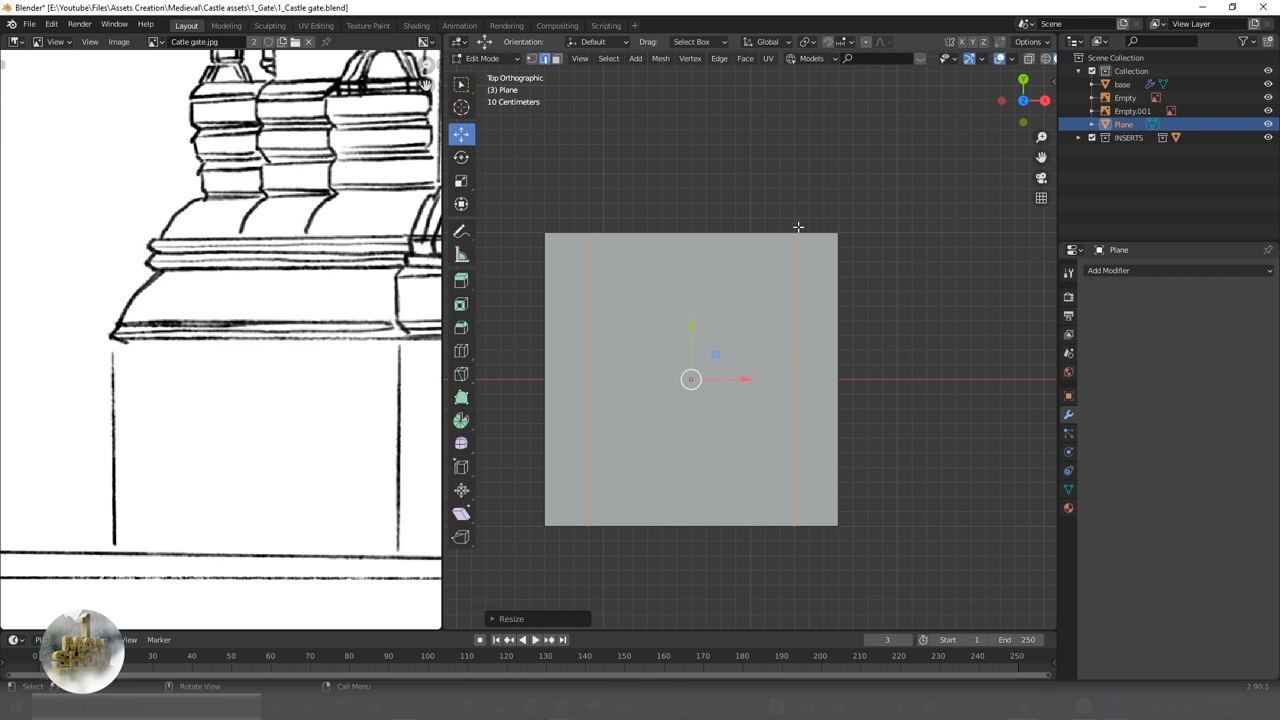 Blender* [E:\Youtube\Files\Assets Creation\Medieval\Castle assets\1_Gate\1_Castle gate.blend]
File Edit Render Window Help Layout Modeling Sculpting UV Editing Texture Paint Shading Animation Rendering Compositing Scripting Scene View Layer
View View Image Catle gate.jpg 2 Orientation: Default Drag: Select Box Global X Y Z Options
Edit Mode View Select Add Mesh Vertex Edge Face UV Models
Top Orthographic
(3) Plane
10 Centimeters
Y
Z
X
Scene Collection
Collection
base
Empty
Empty.001
Plane
INSERTS
Plane
Add Modifier
Resize
View Marker 3 Start 1 End 250
0 30 40 50 60 70 80 90 100 110 120 130 140 150 160 170 180 190 200 210 220 230 240 250
Select Rotate View Call Menu 2.90.1